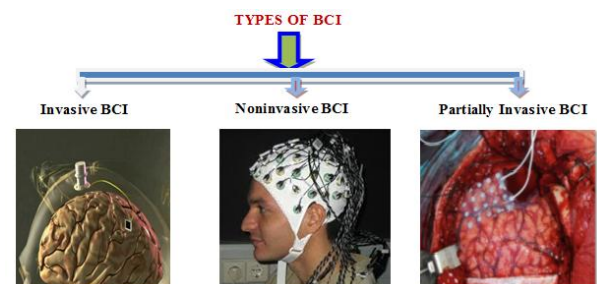 TYPES OF BCI
Invasive BCI
Noninvasive BCI
Partially Invasive BCI